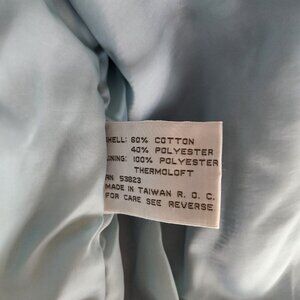 SHELL: 60% COTTON
40% POLYESTER
LINING: 100% POLYESTER
THERMOLOFT
RN 53823
MADE IN TAIWAN R. O. C.
FOR CARE SEE REVERSE